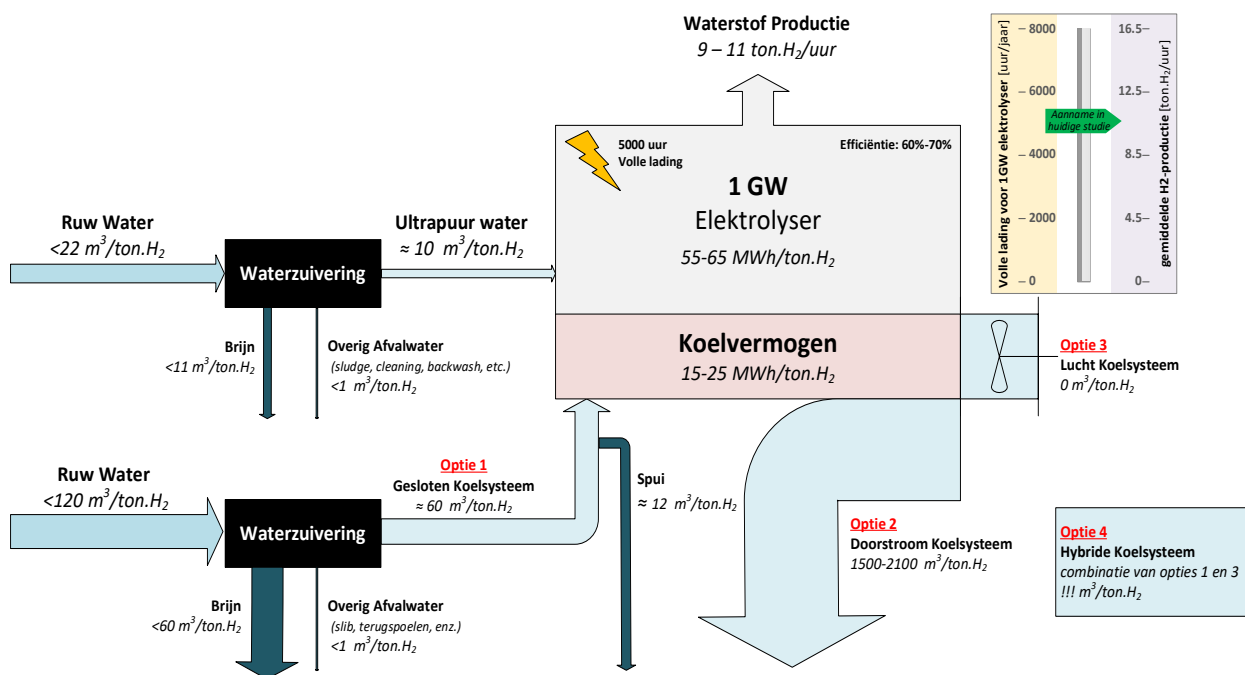 Waterstof Productie
9 – 11 ton.H2/uur
5000 uur
Volle lading
Efficiëntie: 60%-70%
1 GW
Elektrolyser
55-65 MWh/ton.H2
Volle lading voor 1GW elektrolyser [uur/jaar]
8000
6000
4000
2000
0
Aanname in
huidige studie
16.5
12.5
8.5
4.5
0
gemiddelde H2-productie [ton.H2/uur]
Ruw Water
<22 m3/ton.H2
Waterzuivering
Ultrapuur water
≈ 10 m3/ton.H2
Brijn
<11 m3/ton.H2
Overig Afvalwater
(sludge, cleaning, backwash, etc.)
<1 m3/ton.H2
Koelvermogen
15-25 MWh/ton.H2
Optie 3
Lucht Koelsysteem
0 m3/ton.H2
Ruw Water
<120 m3/ton.H2
Waterzuivering
Optie 1
Gesloten Koelsysteem
≈ 60 m3/ton.H2
Spui
≈ 12 m3/ton.H2
Optie 2
Doorstroom Koelsysteem
1500-2100 m3/ton.H2
Optie 4
Hybride Koelsysteem
combinatie van opties 1 en 3
!!! m3/ton.H2
Brijn
<60 m3/ton.H2
Overig Afvalwater
(slib, terugspoelen, enz.)
<1 m3/ton.H2